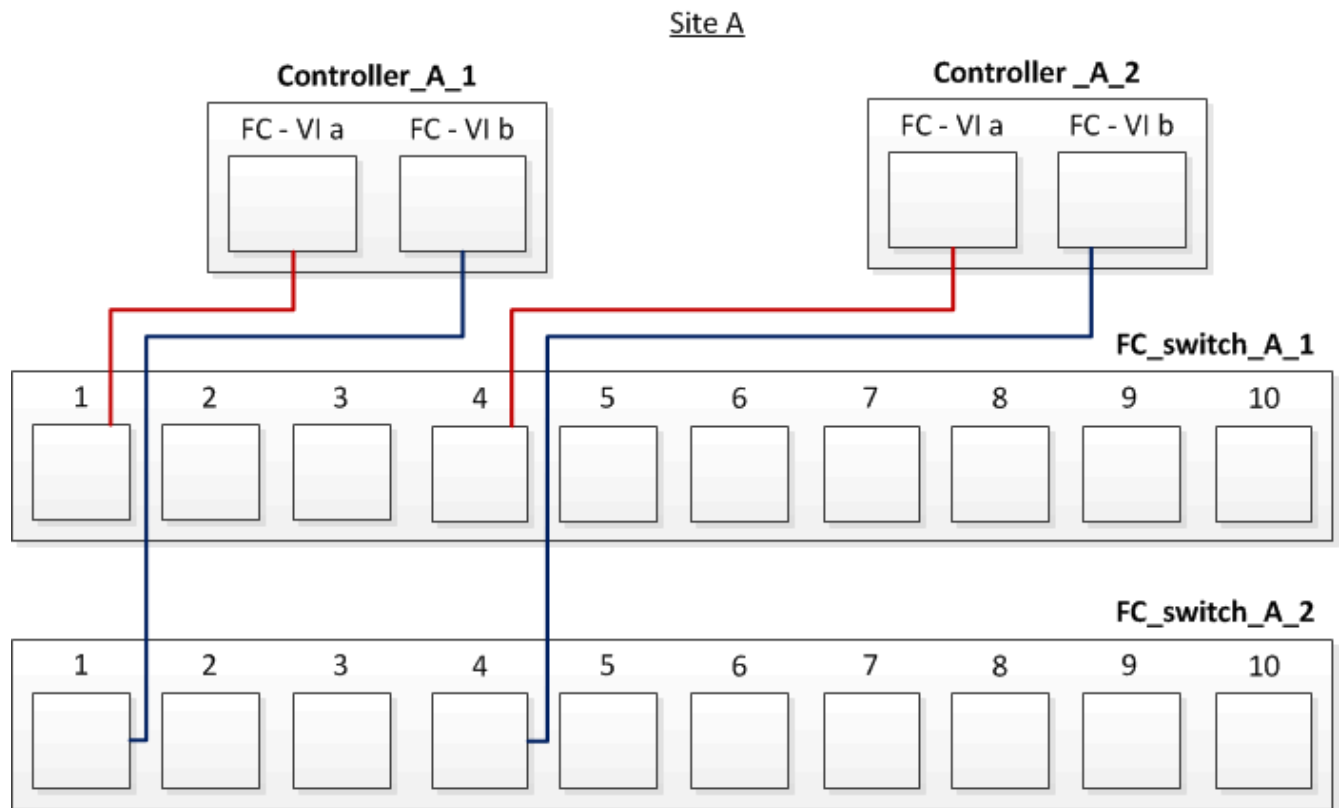 Site A
Controller_A_1
Controller _A_2
FC - VI a FC - VI b
FC - VI a FC - VI b
FC_switch_A_1
1 2 3 4 5 6 7 8 9 10
FC_switch_A_2
1 2 3 4 5 6 7 8 9 10